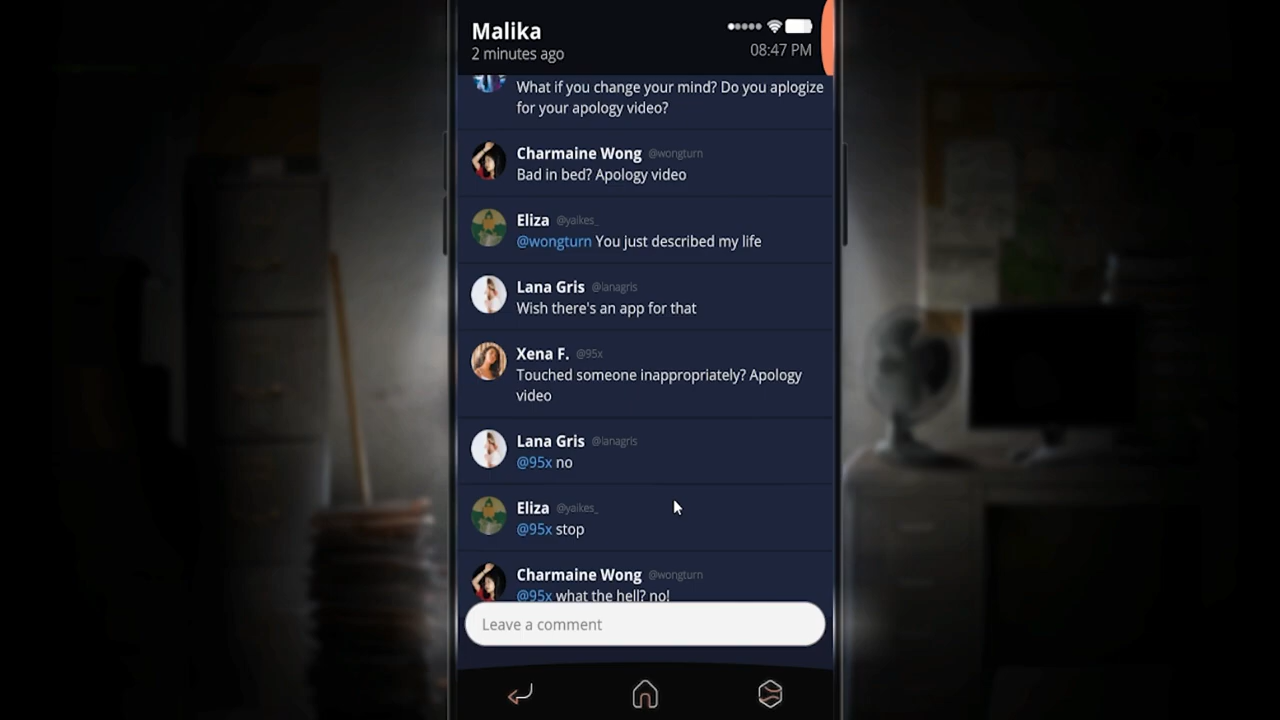 Malika
2 minutes ago
08:47 PM
What if you change your mind? Do you aplogize
for your apology video?
Charmaine Wong @wongturn
Bad in bed? Apology video
Eliza @yaikes_
@wongturn You just described my life
Lana Gris @lanagris
Wish there's an app for that
Xena F. @95x
Touched someone inappropriately? Apology
video
Lana Gris @lanagris
@95x no
Eliza @yaikes_
@95x stop
Charmaine Wong @wongturn
@95x what the hell? no!
Leave a comment